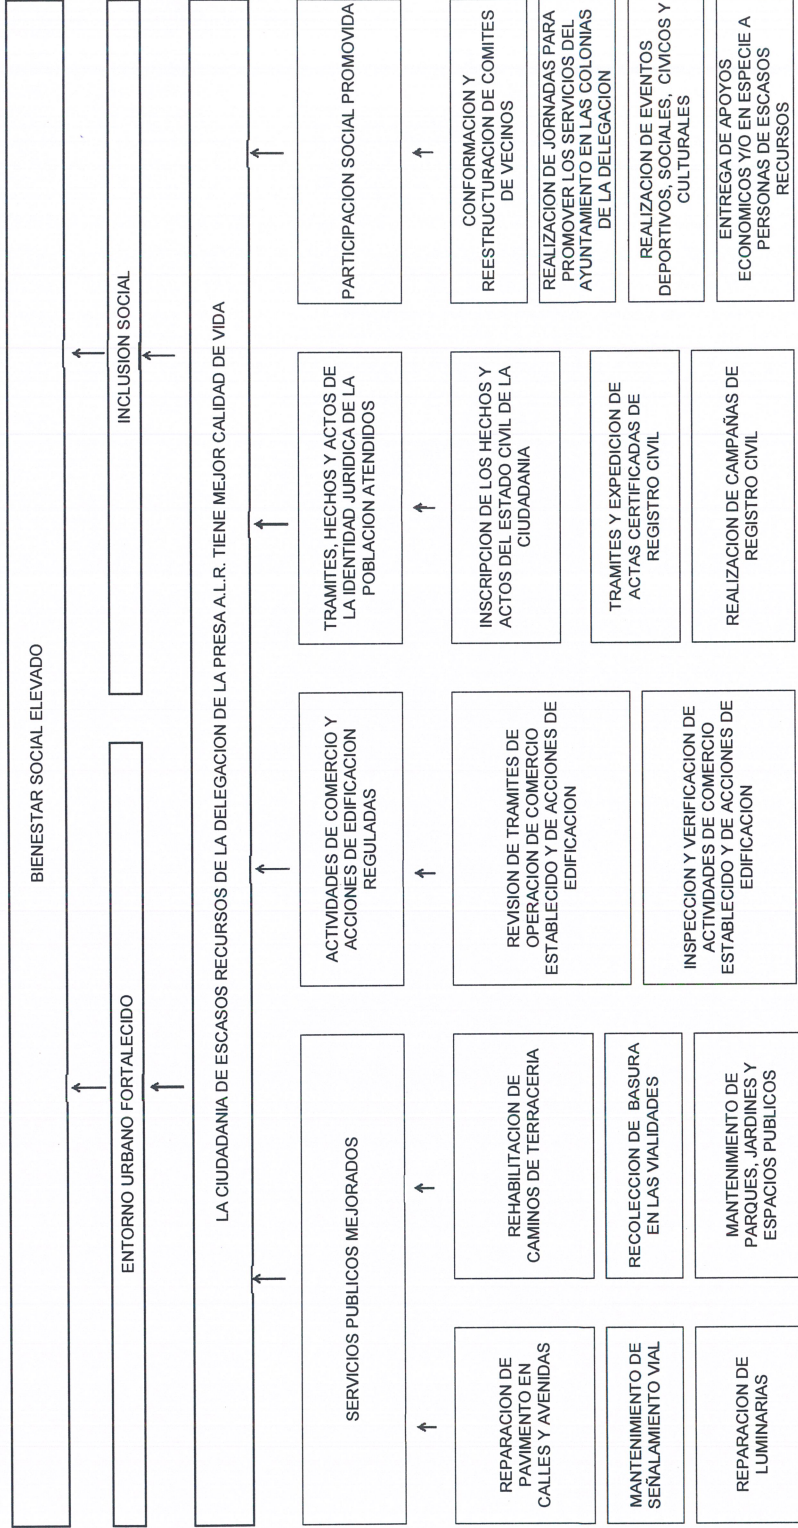 BIENESTAR SOCIAL ELEVADO
ENTORNO URBANO FORTALECIDO
INCLUSION SOCIAL
LA CIUDADANIA DE ESCASOS RECURSOS DE LA DELEGACION DE LA PRESA A.L.R. TIENE MEJOR CALIDAD DE VIDA
SERVICIOS PUBLICOS MEJORADOS
ACTIVIDADES DE COMERCIO Y
ACCIONES DE EDIFICACION
REGULADAS
TRAMITES, HECHOS Y ACTOS DE
LA IDENTIDAD JURIDICA DE LA
POBLACION ATENDIDOS
PARTICIPACION SOCIAL PROMOVIDA
REPARACION DE
PAVIMENTO EN
CALLES Y AVENIDAS
MANTENIMIENTO DE
SEÑALAMIENTO VIAL
REPARACION DE
LUMINARIAS
REHABILITACION DE
CAMINOS DE TERRACERIA
RECOLECCION DE BASURA
EN LAS VIALIDADES
MANTENIMIENTO DE
PARQUES, JARDINES Y
ESPACIOS PUBLICOS
REVISION DE TRAMITES DE
OPERACION DE COMERCIO
ESTABLECIDO Y DE ACCIONES DE
EDIFICACION
INSPECCION Y VERIFICACION DE
ACTIVIDADES DE COMERCIO
ESTABLECIDO Y DE ACCIONES DE
EDIFICACION
INSCRIPCION DE LOS HECHOS Y
ACTOS DEL ESTADO CIVIL DE LA
CIUDADANIA
TRAMITES Y EXPEDICION DE
ACTAS CERTIFICADAS DE
REGISTRO CIVIL
REALIZACION DE CAMPAÑAS DE
REGISTRO CIVIL
CONFORMACION Y
REESTRUCTURACION DE COMITES
DE VECINOS
REALIZACION DE JORNADAS PARA
PROMOVER LOS SERVICIOS DEL
AYUNTAMIENTO EN LAS COLONIAS
DE LA DELEGACION
REALIZACION DE EVENTOS
DEPORTIVOS, SOCIALES, CIVICOS Y
CULTURALES
ENTREGA DE APOYOS
ECONOMICOS Y/O EN ESPECIE A
PERSONAS DE ESCASOS
RECURSOS